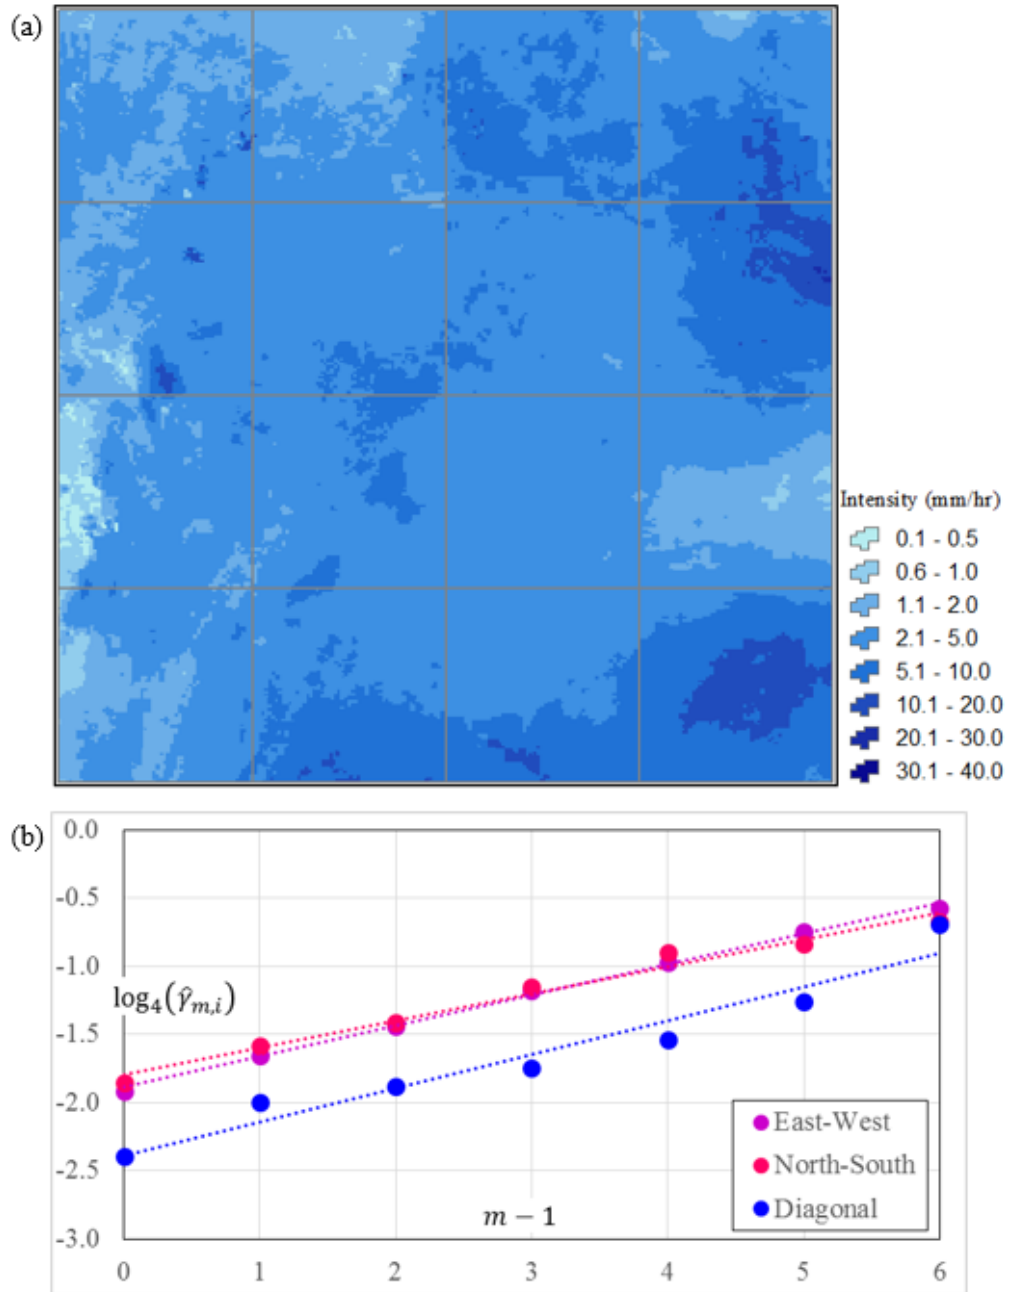 (a)
Intensity (mm/hr)
0.1 - 0.5
0.6 - 1.0
1.1 - 2.0
2.1 - 5.0
5.1 - 10.0
10.1 - 20.0
20.1 - 30.0
30.1 - 40.0
(b)
0.0
-0.5
-1.0
log₄(γ̂ₘ,ᵢ)
-1.5
-2.0
-2.5
-3.0
East-West
North-South
Diagonal
m − 1
0 1 2 3 4 5 6